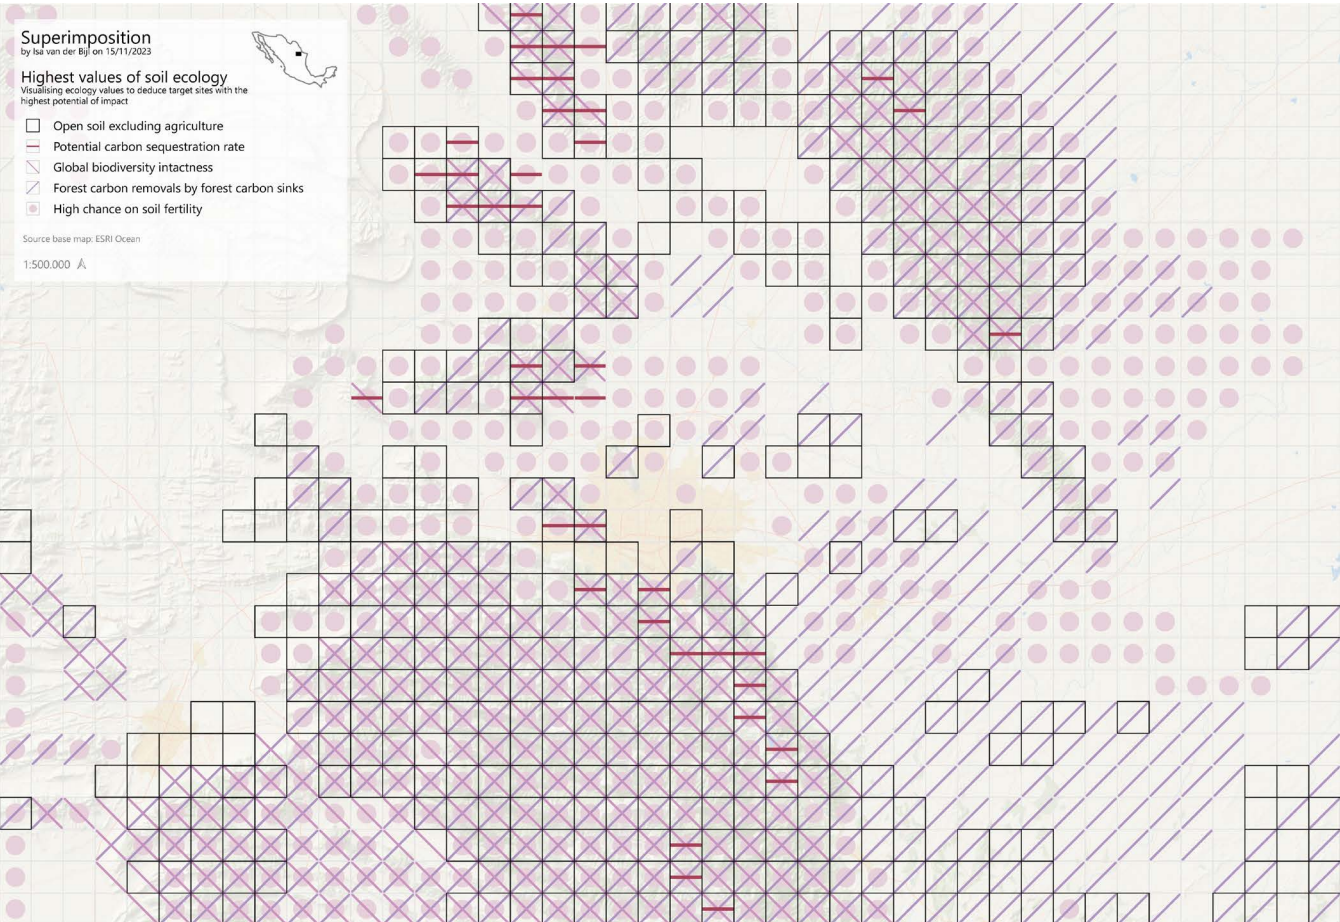 Superimposition
by Isa van der Bijl on 15/11/2023
Highest values of soil ecology
Visualising ecology values to deduce target sites with the
highest potential of impact
Open soil excluding agriculture
Potential carbon sequestration rate
Global biodiversity intactness
Forest carbon removals by forest carbon sinks
High chance on soil fertility
Source base map: ESRI Ocean
1:500.000